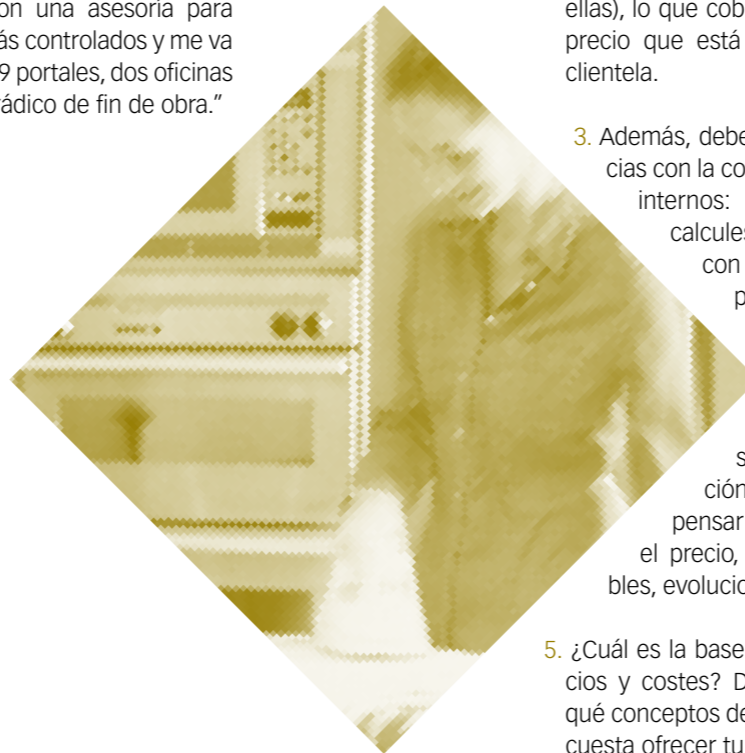 on una asesoría para
ás controlados y me va
9 portales, dos oficinas
rádico de fin de obra.”
ellas), lo que cob
precio que está
clientela.
3. Además, debe
cias con la co
internos:
calcules
con
p
s
ción
pensar
el precio,
bles, evolucio
5. ¿Cuál es la base
cios y costes? D
qué conceptos de
cuesta ofrecer tu